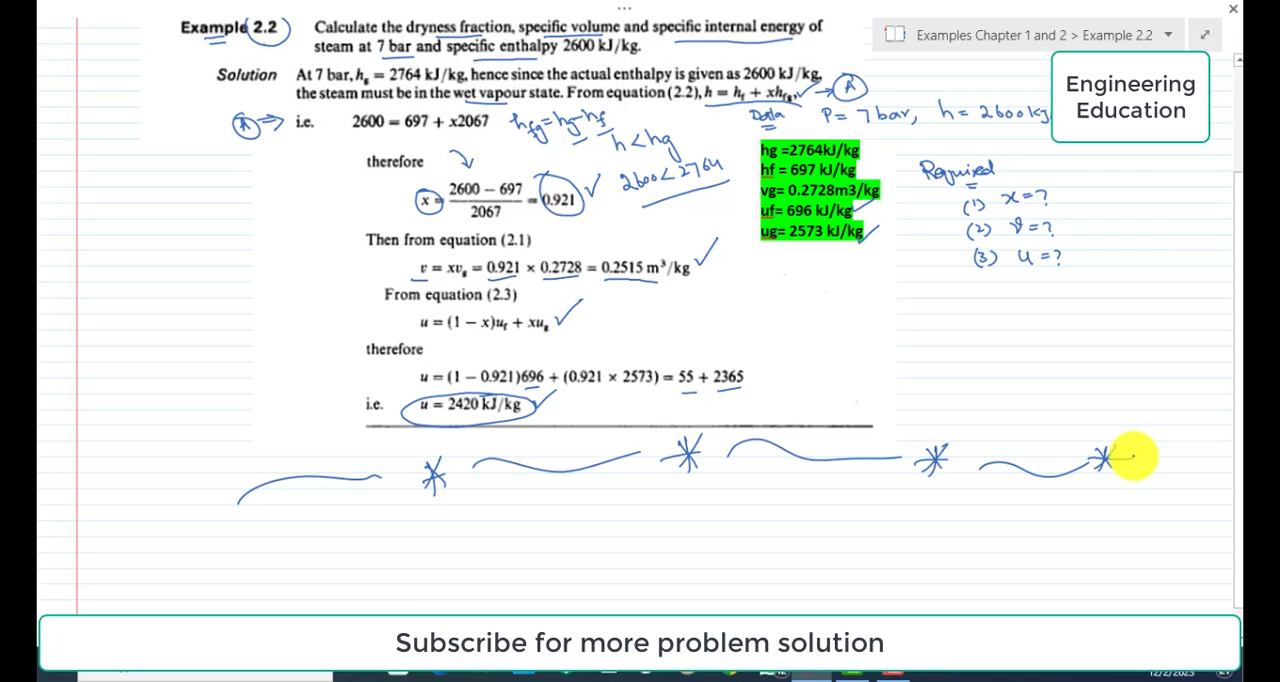 Example 2.2 Calculate the dryness fraction, specific volume and specific internal energy of
steam at 7 bar and specific enthalpy 2600 kJ/kg.
Examples Chapter 1 and 2 > Example 2.2
Engineering
Education
Solution At 7 bar, hg = 2764 kJ/kg, hence since the actual enthalpy is given as 2600 kJ/kg,
the steam must be in the wet vapour state. From equation (2.2), h = hf + xhfg, → A
A ⇒ i.e. 2600 = 697 + x2067
hfg = hg - hf
h < hg
2600 < 2764
Data P = 7 bar, h = 2600 kJ
therefore
x = 2600 − 697 / 2067 = 0.921
hg =2764kJ/kg
hf = 697 kJ/kg
vg= 0.2728m3/kg
uf= 696 kJ/kg
ug= 2573 kJ/kg
Required
(1) x = ?
(2) v = ?
(3) u = ?
Then from equation (2.1)
v = xvg = 0.921 × 0.2728 = 0.2515 m³/kg
From equation (2.3)
u = (1 − x)uf + xug
therefore
u = (1 − 0.921)696 + (0.921 × 2573) = 55 + 2365
i.e. u = 2420 kJ/kg
Subscribe for more problem solution
12/2/2023